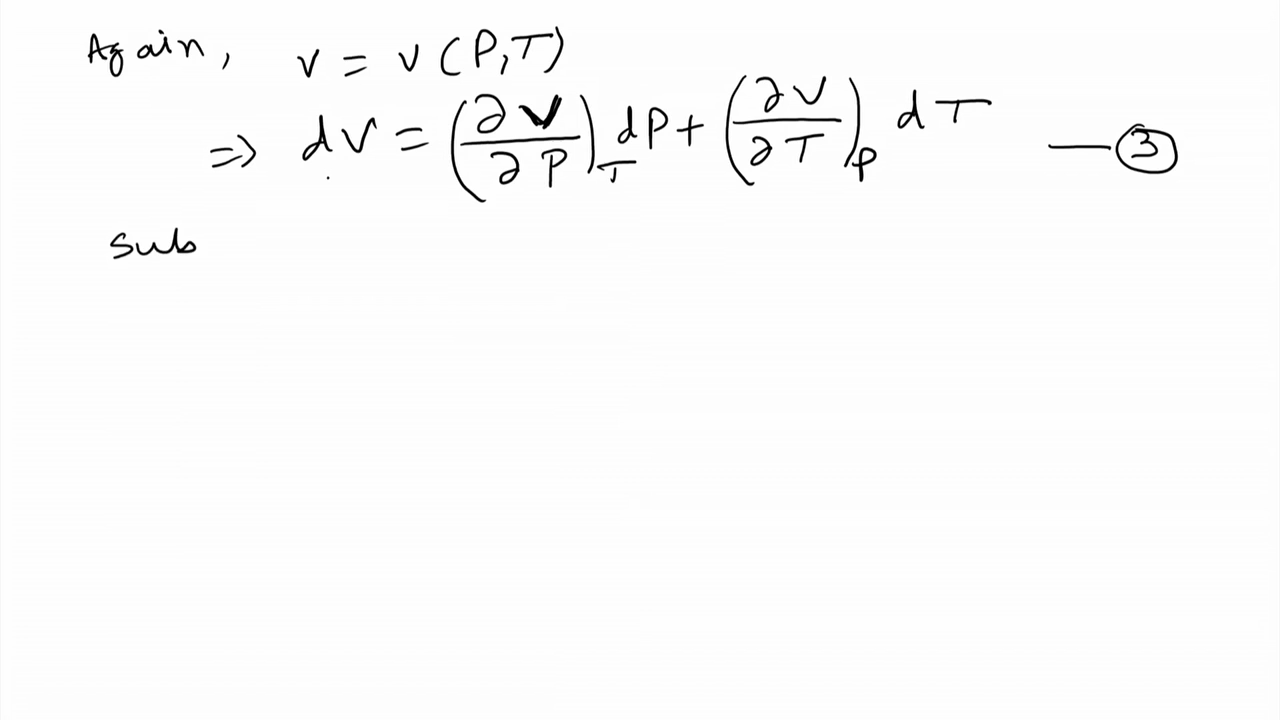 Again, v = v (P,T)
=> dV = (∂V/∂P)_T dP + (∂V/∂T)_P dT —③
Sub